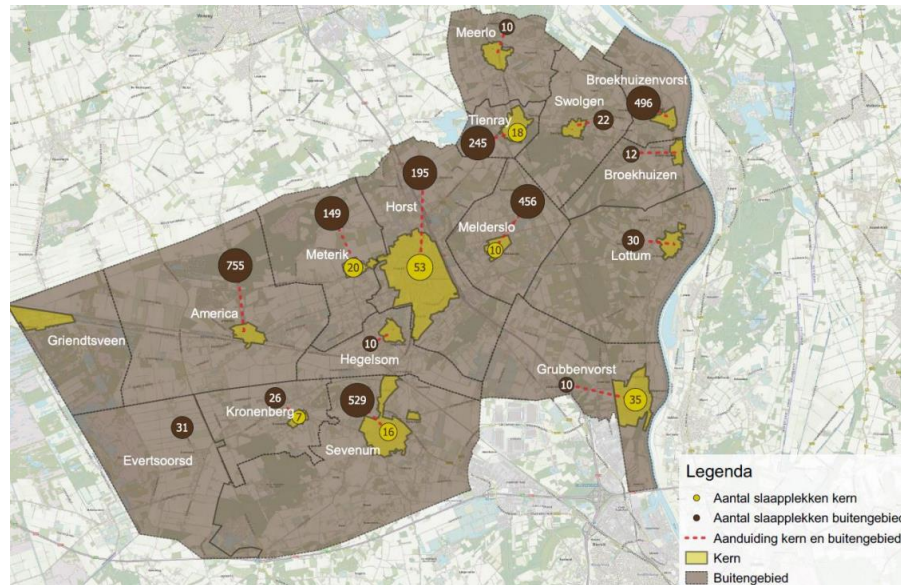 10
Meerlo
Broekhuizenvorst
496
Swolgen
22
Tienray
18
245
12
Broekhuizen
195
Horst
149
456
Melderslo
10
30
Lottum
Meterik
20
53
755
America
Griendtsveen
10
Hegelsom
Grubbenvorst
10
35
26
Kronenberg
7
529
16
Sevenum
31
Evertsoorsd
Legenda
Aantal slaapplekken kern
Aantal slaapplekken buitengebied
Aanduiding kern en buitengebied
Kern
Buitengebied